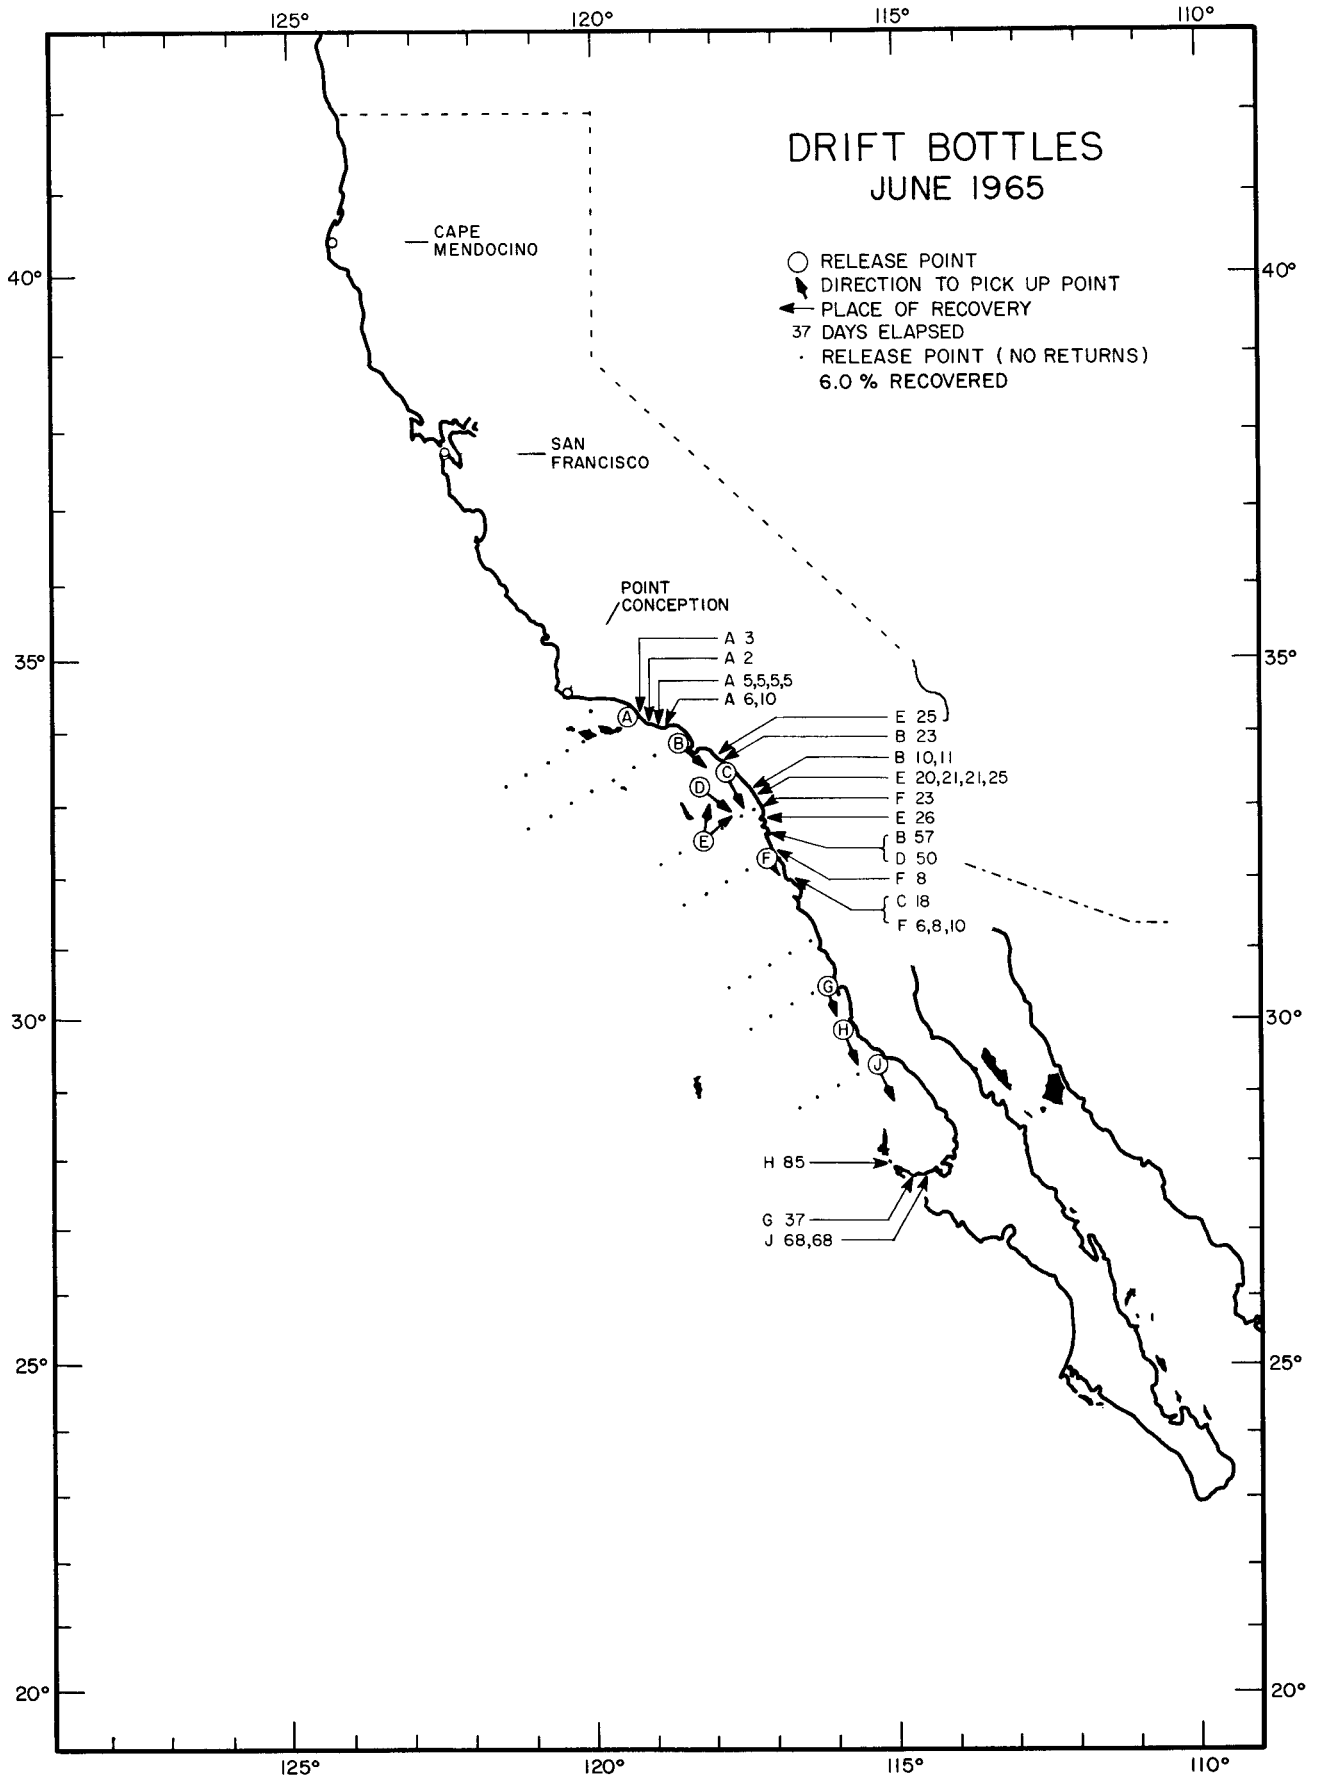 125° 120° 115° 110°
DRIFT BOTTLES
JUNE 1965
RELEASE POINT
DIRECTION TO PICK UP POINT
PLACE OF RECOVERY
37 DAYS ELAPSED
RELEASE POINT (NO RETURNS)
6.0 % RECOVERED
CAPE
MENDOCINO
40° 40°
SAN
FRANCISCO
POINT
CONCEPTION
35° 35°
A 3
A 2
A 5,5,5,5
A 6,10
E 25
B 23
B 10,11
E 20,21,21,25
F 23
E 26
B 57
D 50
F 8
C 18
F 6,8,10
A
B
C
D
E
F
G
H
J
30° 30°
H 85
G 37
J 68,68
25° 25°
20° 20°
125° 120° 115° 110°